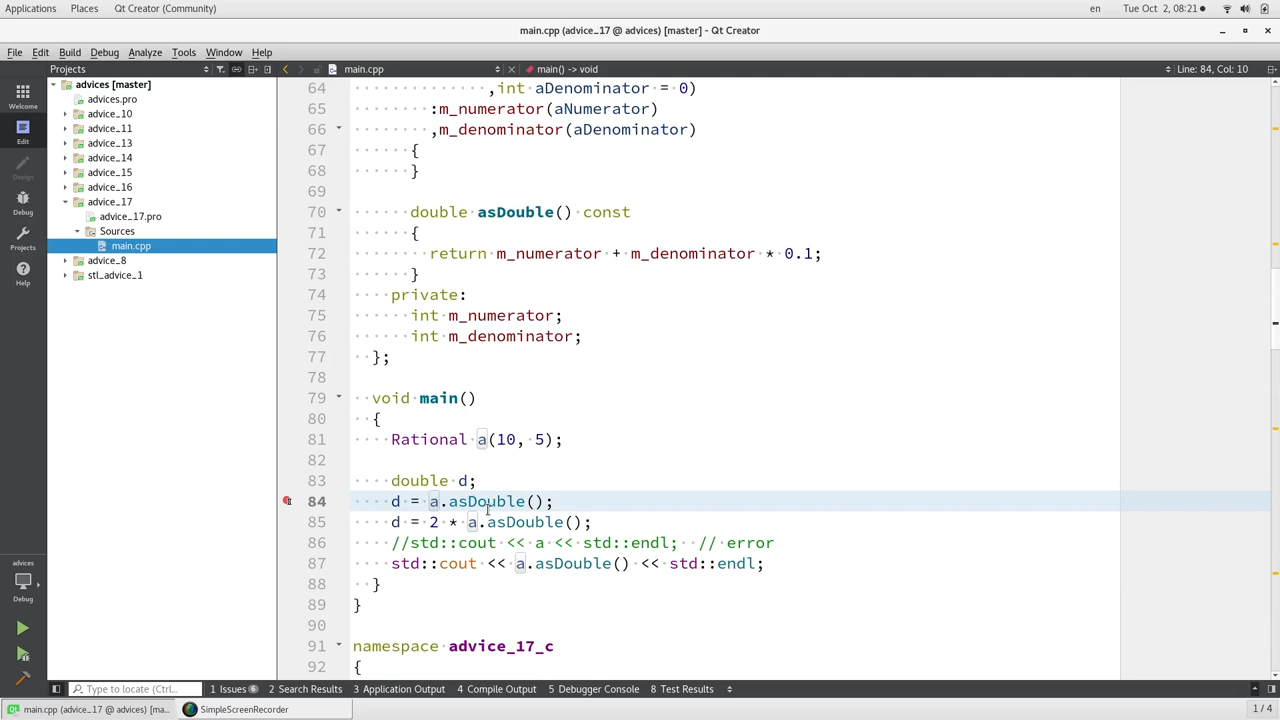 Applications Places Qt Creator (Community) en Tue Oct 2, 08:21
main.cpp (advice_17 @ advices) [master] - Qt Creator
File Edit Build Debug Analyze Tools Window Help
Projects main.cpp main() -> void Line: 84, Col: 10
Welcome
Edit
Design
Debug
Projects
Help
advices
Debug
advices [master]
advices.pro
advice_10
advice_11
advice_13
advice_14
advice_15
advice_16
advice_17
advice_17.pro
Sources
main.cpp
advice_8
stl_advice_1
64 ,int aDenominator = 0)
65 :m_numerator(aNumerator)
66 ,m_denominator(aDenominator)
67 {
68 }
69
70 double asDouble() const
71 {
72 return m_numerator + m_denominator * 0.1;
73 }
74 private:
75 int m_numerator;
76 int m_denominator;
77 };
78
79 void main()
80 {
81 Rational a(10, 5);
82
83 double d;
84 d = a.asDouble();
85 d = 2 * a.asDouble();
86 //std::cout << a << std::endl; // error
87 std::cout << a.asDouble() << std::endl;
88 }
89 }
90
91 namespace advice_17_c
92 {
Type to locate (Ctrl... 1 Issues 6 2 Search Results 3 Application Output 4 Compile Output 5 Debugger Console 8 Test Results
main.cpp (advice_17 @ advices) [ma... SimpleScreenRecorder 1 / 4